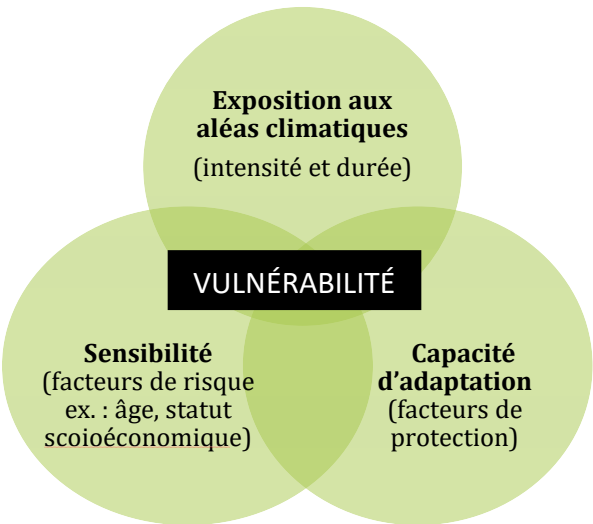 Exposition aux
aléas climatiques
(intensité et durée)
VULNÉRABILITÉ
Sensibilité
(facteurs de risque
ex. : âge, statut
scoioéconomique)
Capacité
d'adaptation
(facteurs de
protection)